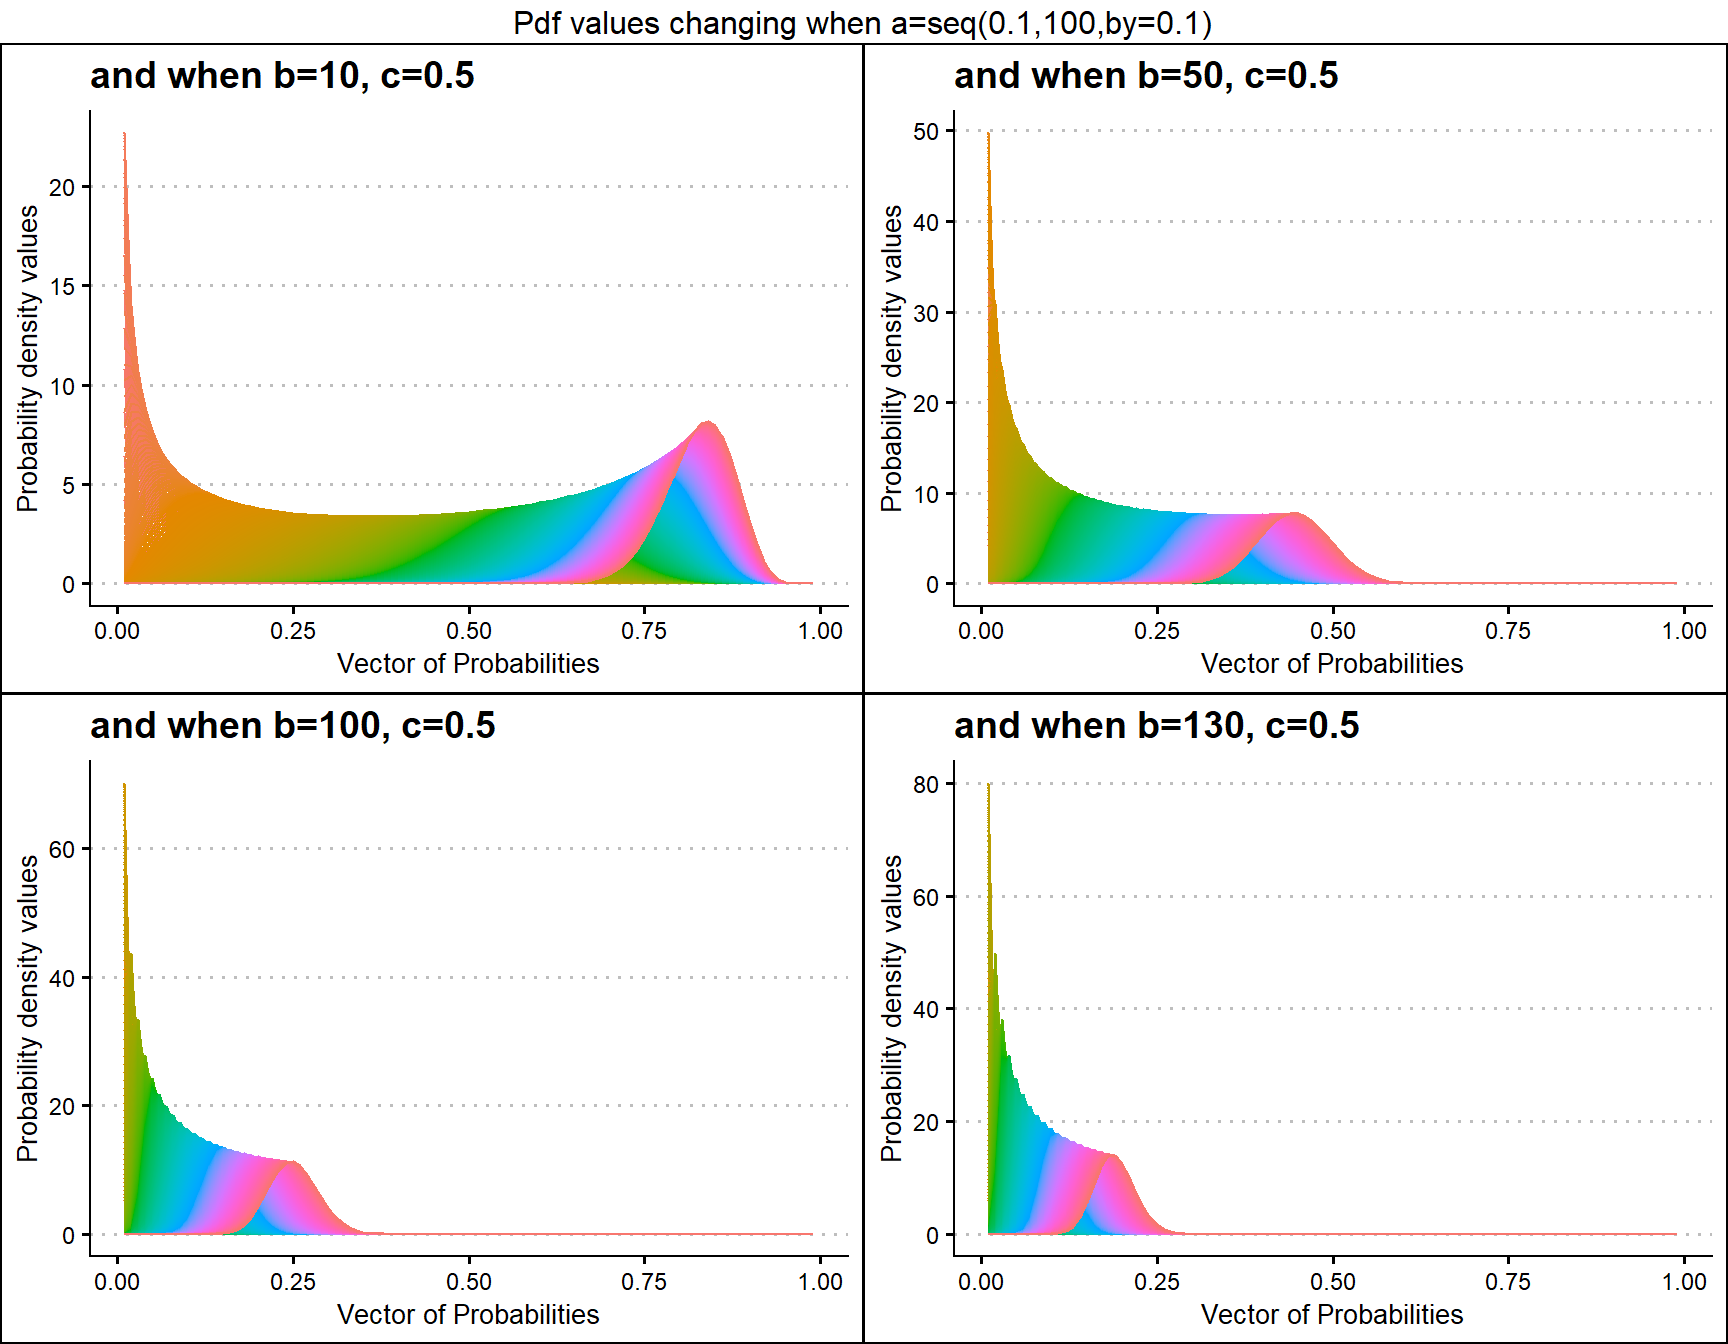 Pdf values changing when a=seq(0.1,100,by=0.1)
and when b=10, c=0.5
Probability density values
20
15
10
5
0
0.00 0.25 0.50 0.75 1.00
Vector of Probabilities
and when b=50, c=0.5
Probability density values
50
40
30
20
10
0
0.00 0.25 0.50 0.75 1.00
Vector of Probabilities
and when b=100, c=0.5
Probability density values
60
40
20
0
0.00 0.25 0.50 0.75 1.00
Vector of Probabilities
and when b=130, c=0.5
Probability density values
80
60
40
20
0
0.00 0.25 0.50 0.75 1.00
Vector of Probabilities